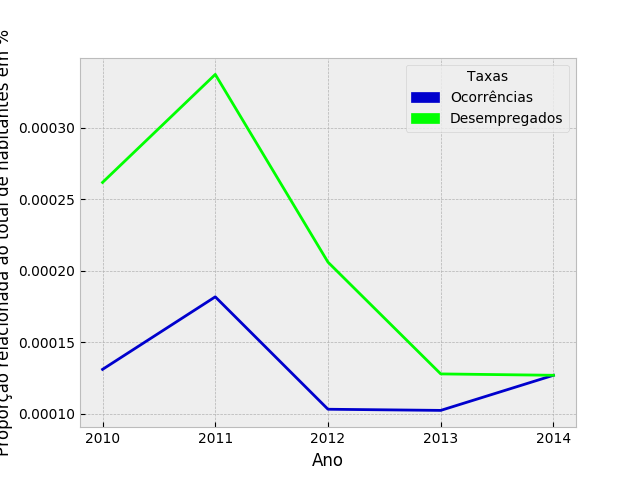 Proporção relacionada ao total de habitantes em %
0.00030
0.00025
0.00020
0.00015
0.00010
Taxas
Ocorrências
Desempregados
2010 2011 2012 2013 2014
Ano